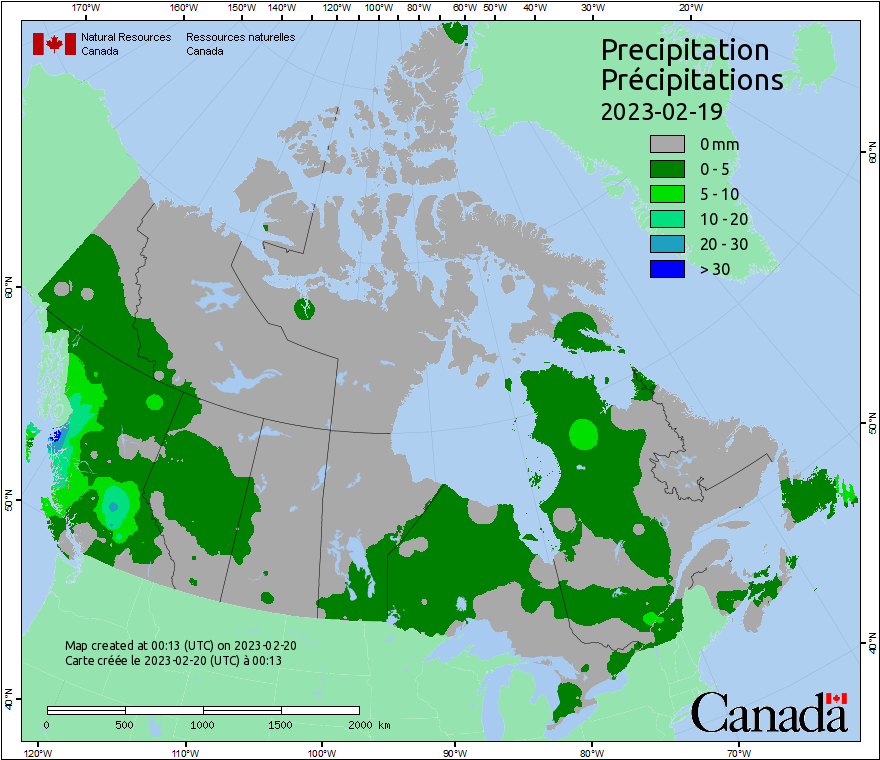 170°W 160°W 150°W 140°W 130°W 120°W 110°W 100°W 90°W 80°W 60°W 50°W 40°W 30°W 20°W
Natural Resources Ressources naturelles
Canada Canada
Precipitation
Précipitations
2023-02-19
0 mm
0 - 5
5 - 10
10 - 20
20 - 30
> 30
60°N
60°N
50°N
50°N
40°N
40°N
Map created at 00:13 (UTC) on 2023-02-20
Carte créée le 2023-02-20 (UTC) à 00:13
0 500 1000 1500 2000 km
Canada
120°W 110°W 100°W 90°W 80°W 70°W